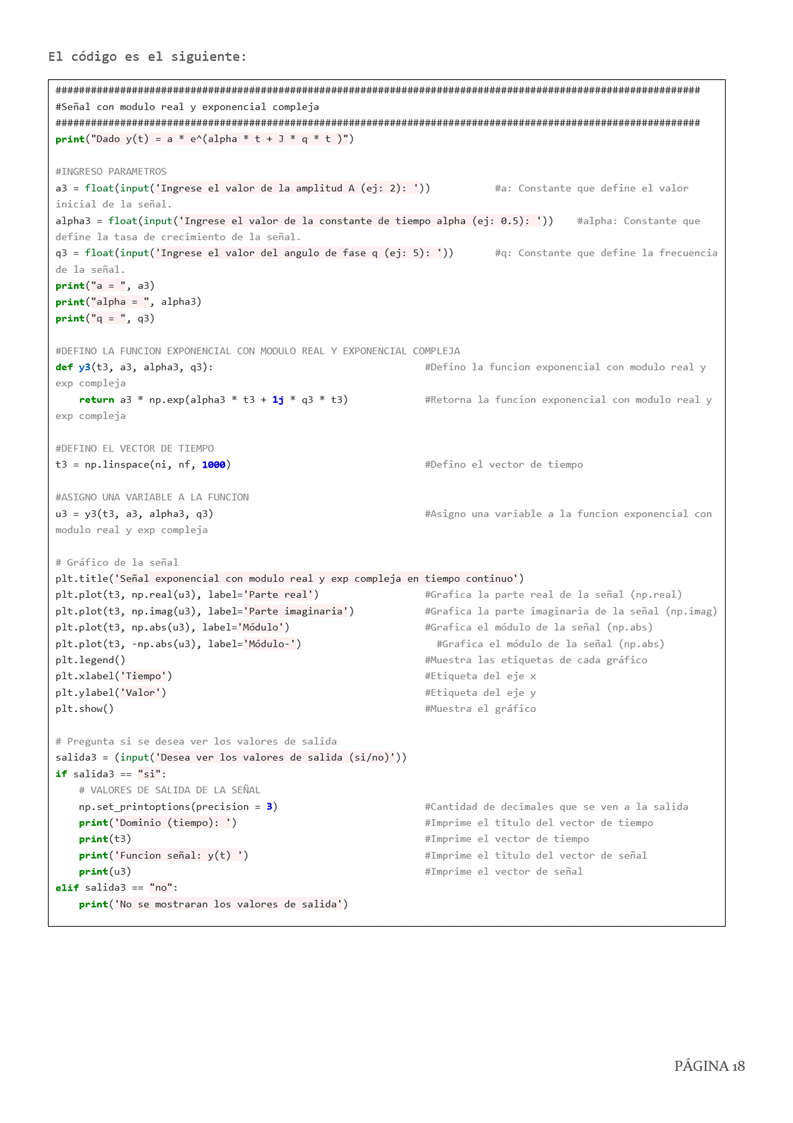 El código es el siguiente:
##############################################################################################################
#Señal con modulo real y exponencial compleja
##############################################################################################################
print("Dado y(t) = a * e^(alpha * t + J * q * t )")
#INGRESO PARAMETROS
a3 = float(input('Ingrese el valor de la amplitud A (ej: 2): ')) #a: Constante que define el valor
inicial de la señal.
alpha3 = float(input('Ingrese el valor de la constante de tiempo alpha (ej: 0.5): ')) #alpha: Constante que
define la tasa de crecimiento de la señal.
q3 = float(input('Ingrese el valor del angulo de fase q (ej: 5): ')) #q: Constante que define la frecuencia
de la señal.
print("a = ", a3)
print("alpha = ", alpha3)
print("q = ", q3)
#DEFINO LA FUNCION EXPONENCIAL CON MODULO REAL Y EXPONENCIAL COMPLEJA
def y3(t3, a3, alpha3, q3): #Defino la funcion exponencial con modulo real y
exp compleja
return a3 * np.exp(alpha3 * t3 + 1j * q3 * t3) #Retorna la funcion exponencial con modulo real y
exp compleja
#DEFINO EL VECTOR DE TIEMPO
t3 = np.linspace(ni, nf, 1000) #Defino el vector de tiempo
#ASIGNO UNA VARIABLE A LA FUNCION
u3 = y3(t3, a3, alpha3, q3) #Asigno una variable a la funcion exponencial con
modulo real y exp compleja
# Gráfico de la señal
plt.title('Señal exponencial con modulo real y exp compleja en tiempo continuo')
plt.plot(t3, np.real(u3), label='Parte real') #Grafica la parte real de la señal (np.real)
plt.plot(t3, np.imag(u3), label='Parte imaginaria') #Grafica la parte imaginaria de la señal (np.imag)
plt.plot(t3, np.abs(u3), label='Módulo') #Grafica el módulo de la señal (np.abs)
plt.plot(t3, -np.abs(u3), label='Módulo-') #Grafica el módulo de la señal (np.abs)
plt.legend() #Muestra las etiquetas de cada gráfico
plt.xlabel('Tiempo') #Etiqueta del eje x
plt.ylabel('Valor') #Etiqueta del eje y
plt.show() #Muestra el gráfico
# Pregunta si se desea ver los valores de salida
salida3 = (input('Desea ver los valores de salida (si/no)'))
if salida3 == "si":
# VALORES DE SALIDA DE LA SEÑAL
np.set_printoptions(precision = 3) #Cantidad de decimales que se ven a la salida
print('Dominio (tiempo): ') #Imprime el titulo del vector de tiempo
print(t3) #Imprime el vector de tiempo
print('Funcion señal: y(t) ') #Imprime el titulo del vector de señal
print(u3) #Imprime el vector de señal
elif salida3 == "no":
print('No se mostraran los valores de salida')
PÁGINA 18